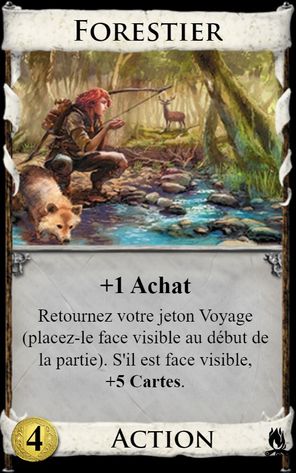 FORESTIER
+1 Achat
Retournez votre jeton Voyage
(placez-le face visible au début de
la partie). S'il est face visible,
+5 Cartes.
4 ACTION